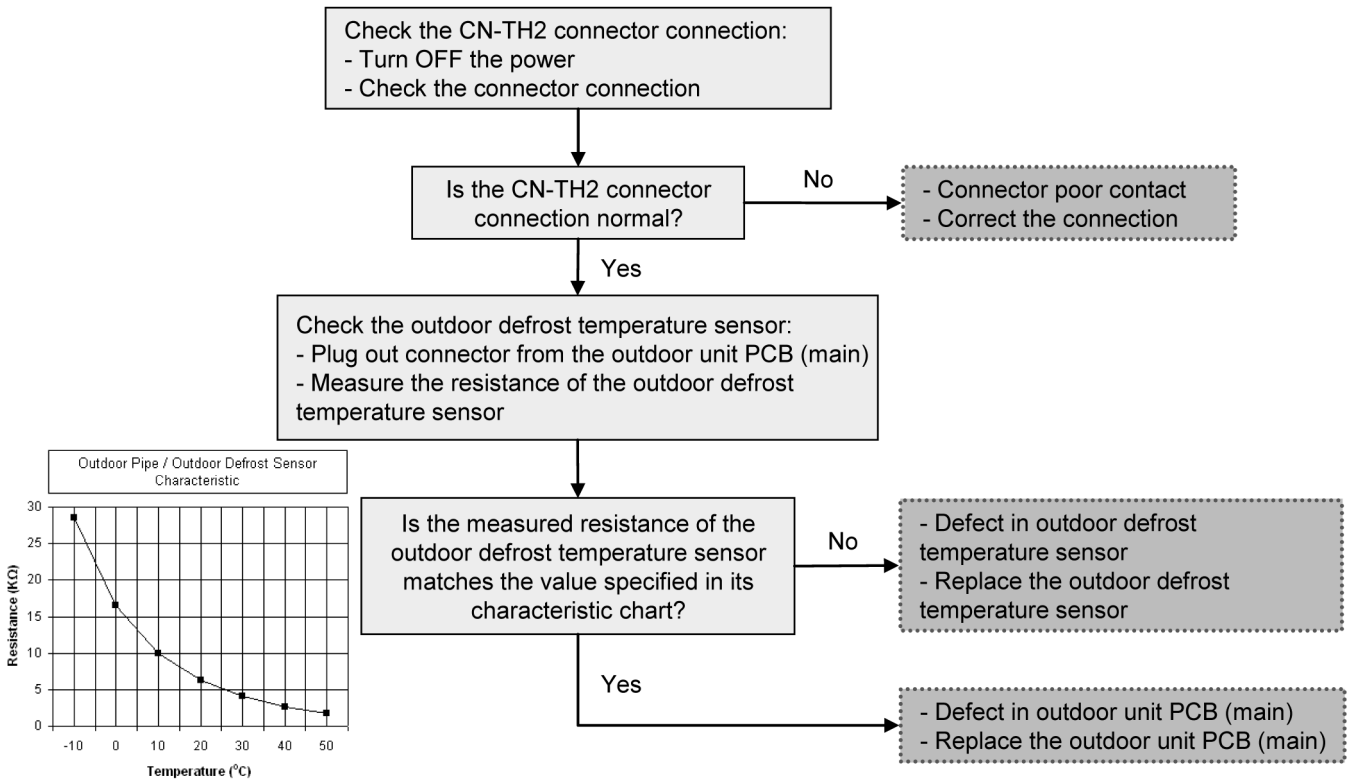 Check the CN-TH2 connector connection:
- Turn OFF the power
- Check the connector connection
Is the CN-TH2 connector
connection normal?
No
- Connector poor contact
- Correct the connection
Yes
Check the outdoor defrost temperature sensor:
- Plug out connector from the outdoor unit PCB (main)
- Measure the resistance of the outdoor defrost
temperature sensor
Is the measured resistance of the
outdoor defrost temperature sensor
matches the value specified in its
characteristic chart?
No
- Defect in outdoor defrost
temperature sensor
- Replace the outdoor defrost
temperature sensor
Yes
- Defect in outdoor unit PCB (main)
- Replace the outdoor unit PCB (main)
Outdoor Pipe / Outdoor Defrost Sensor
Characteristic
Resistance (KΩ)
30
25
20
15
10
5
0
-10 0 10 20 30 40 50
Temperature (°C)